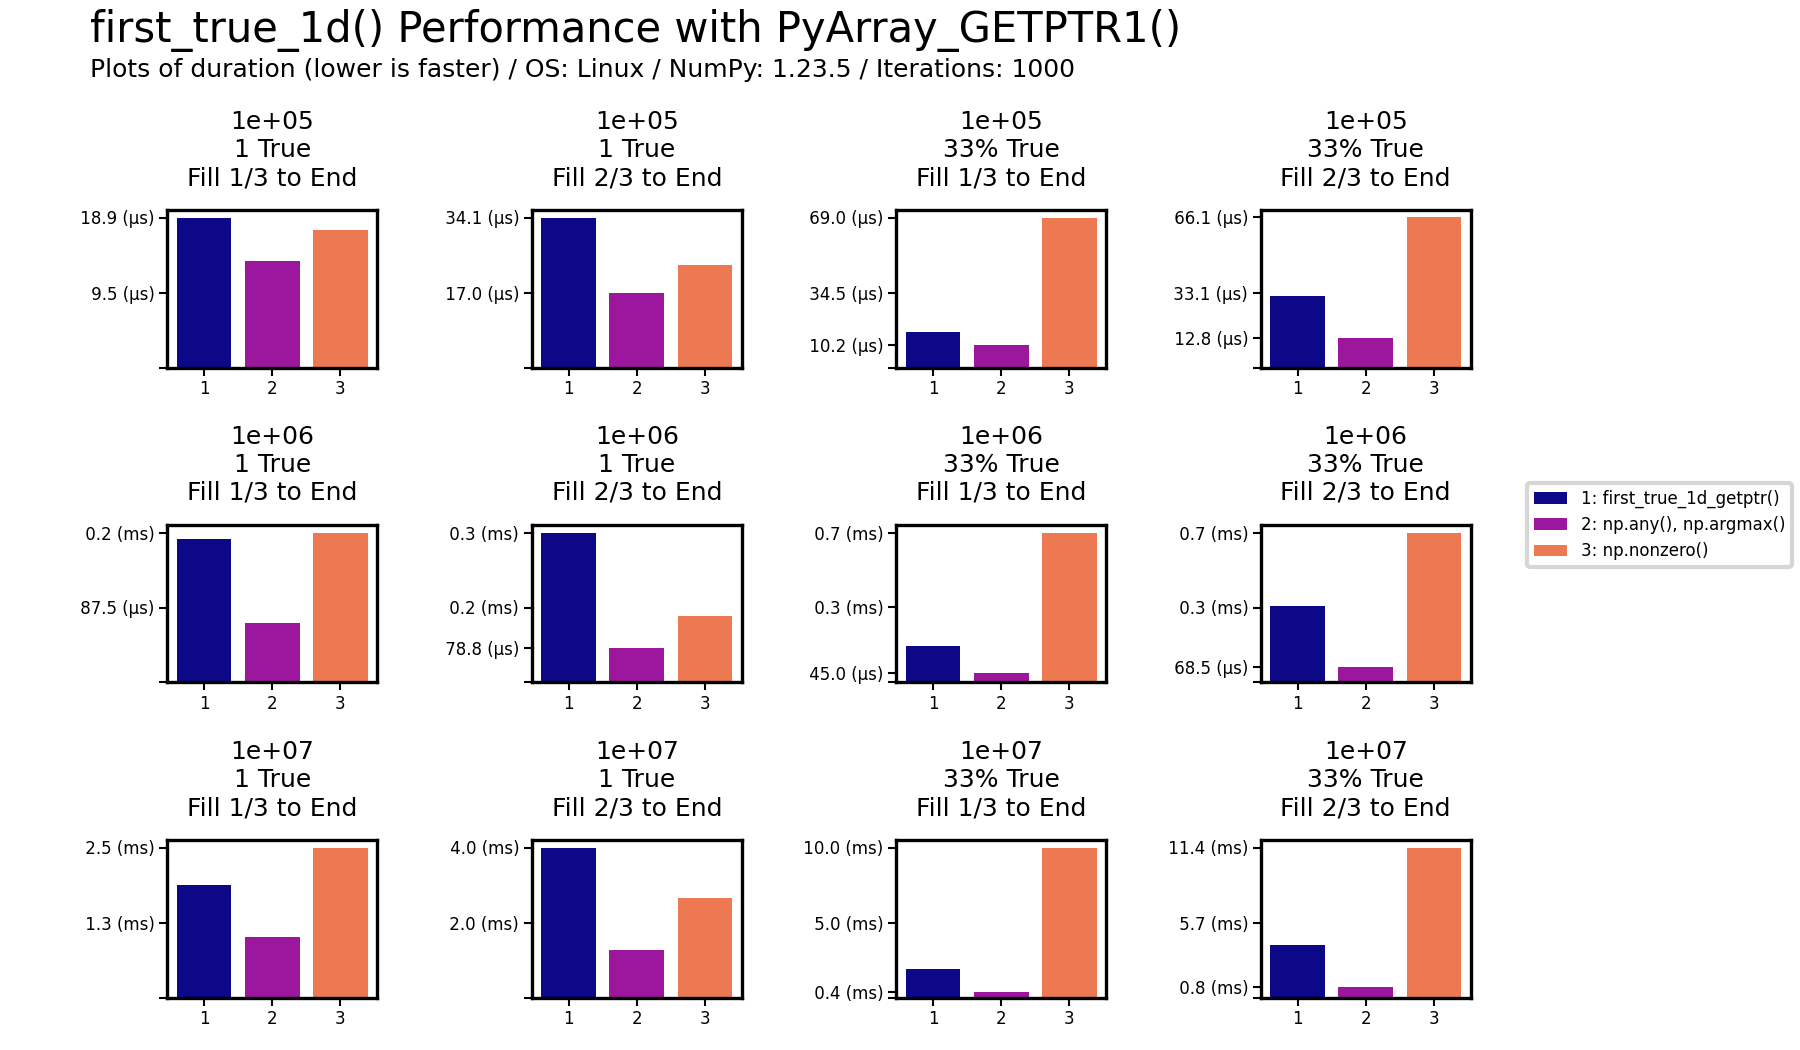 first_true_1d() Performance with PyArray_GETPTR1()
Plots of duration (lower is faster) / OS: Linux / NumPy: 1.23.5 / Iterations: 1000
1e+05
1 True
Fill 1/3 to End
18.9 (µs)
9.5 (µs)
1 2 3
1e+05
1 True
Fill 2/3 to End
34.1 (µs)
17.0 (µs)
1 2 3
1e+05
33% True
Fill 1/3 to End
69.0 (µs)
34.5 (µs)
10.2 (µs)
1 2 3
1e+05
33% True
Fill 2/3 to End
66.1 (µs)
33.1 (µs)
12.8 (µs)
1 2 3
1e+06
1 True
Fill 1/3 to End
0.2 (ms)
87.5 (µs)
1 2 3
1e+06
1 True
Fill 2/3 to End
0.3 (ms)
0.2 (ms)
78.8 (µs)
1 2 3
1e+06
33% True
Fill 1/3 to End
0.7 (ms)
0.3 (ms)
45.0 (µs)
1 2 3
1e+06
33% True
Fill 2/3 to End
0.7 (ms)
0.3 (ms)
68.5 (µs)
1 2 3
1: first_true_1d_getptr()
2: np.any(), np.argmax()
3: np.nonzero()
1e+07
1 True
Fill 1/3 to End
2.5 (ms)
1.3 (ms)
1 2 3
1e+07
1 True
Fill 2/3 to End
4.0 (ms)
2.0 (ms)
1 2 3
1e+07
33% True
Fill 1/3 to End
10.0 (ms)
5.0 (ms)
0.4 (ms)
1 2 3
1e+07
33% True
Fill 2/3 to End
11.4 (ms)
5.7 (ms)
0.8 (ms)
1 2 3